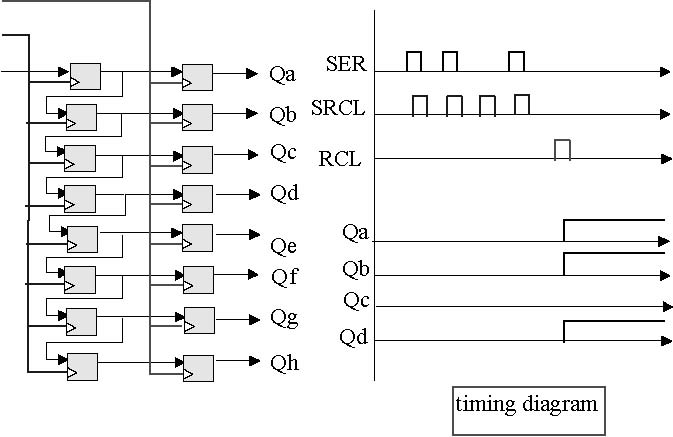 Qa
Qb
Qc
Qd
Qe
Qf
Qg
Qh
SER
SRCL
RCL
Qa
Qb
Qc
Qd
timing diagram